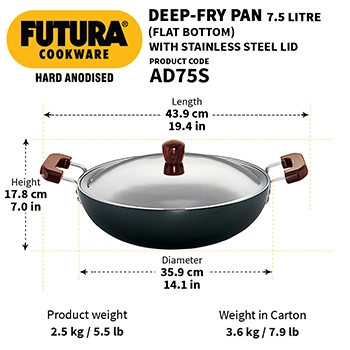 FUTURA
COOKWARE
HARD ANODISED
DEEP-FRY PAN 7.5 LITRE
(FLAT BOTTOM)
WITH STAINLESS STEEL LID
PRODUCT CODE
AD75S
Length
43.9 cm
19.4 in
Height
17.8 cm
7.0 in
Diameter
35.9 cm
14.1 in
Product weight
2.5 kg / 5.5 lb
Weight in Carton
3.6 kg / 7.9 lb